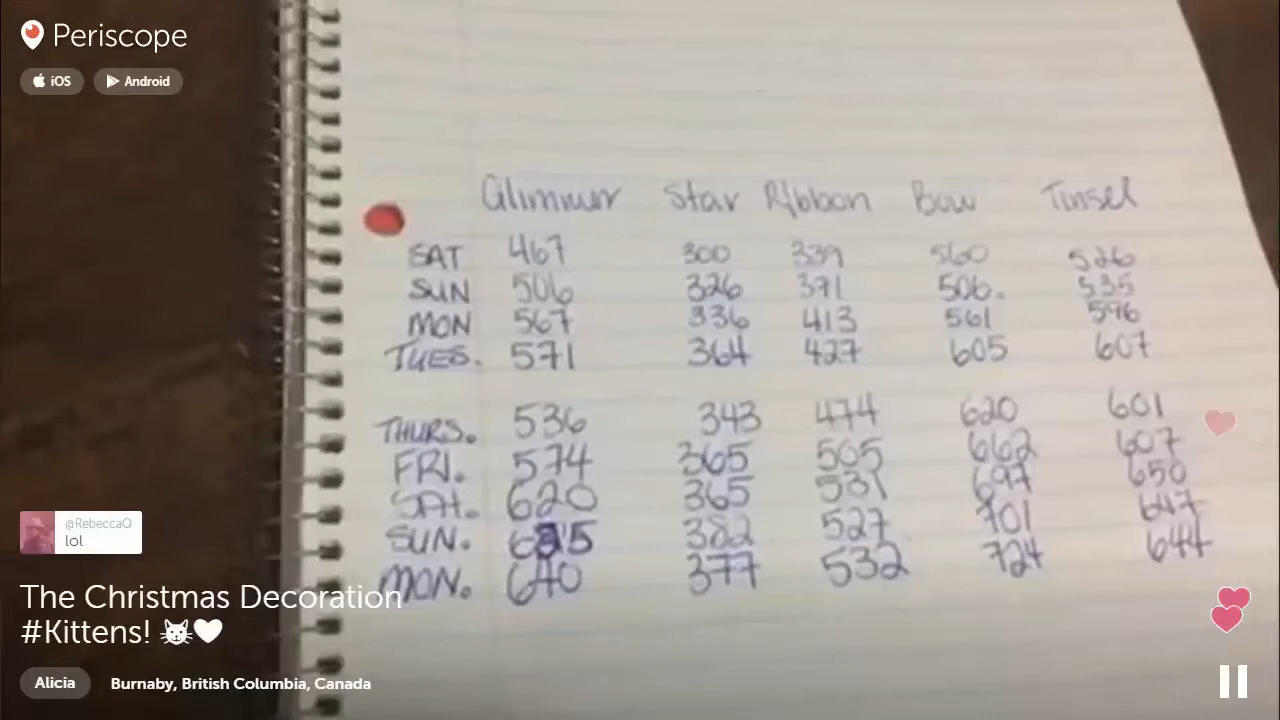 Periscope
iOS Android
Glimmer Star Ribbon Bow Tinsel
SAT 467 300 339 560 526
SUN 506 326 371 506.  535
MON 567 336 413 561 596
TUES. 571 364 427 605 607
THURS. 536 343 474 620 601
FRI. 574 365 505 662 607
SAT. 620 365 531 697 650
SUN. 382 527 701 647
MON. 640 377 532 724 644
@RebeccaQ
lol
The Christmas Decoration
#Kittens! 🐱❤
Alicia Burnaby, British Columbia, Canada